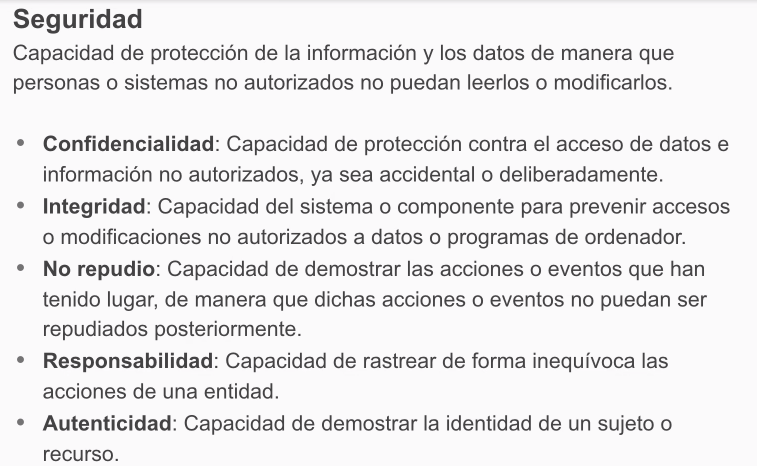 Seguridad
Capacidad de protección de la información y los datos de manera que
personas o sistemas no autorizados no puedan leerlos o modificarlos.
• Confidencialidad: Capacidad de protección contra el acceso de datos e
información no autorizados, ya sea accidental o deliberadamente.
• Integridad: Capacidad del sistema o componente para prevenir accesos
o modificaciones no autorizados a datos o programas de ordenador.
• No repudio: Capacidad de demostrar las acciones o eventos que han
tenido lugar, de manera que dichas acciones o eventos no puedan ser
repudiados posteriormente.
• Responsabilidad: Capacidad de rastrear de forma inequívoca las
acciones de una entidad.
• Autenticidad: Capacidad de demostrar la identidad de un sujeto o
recurso.